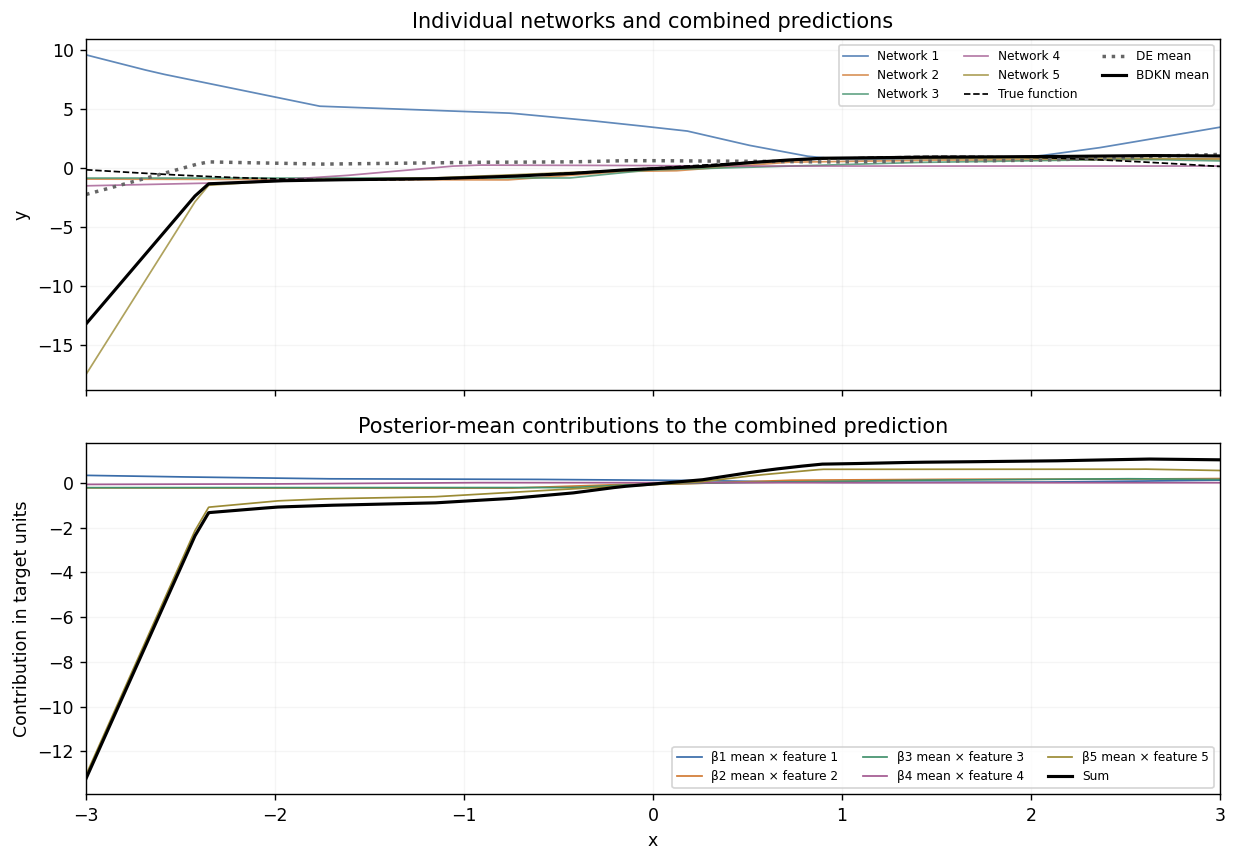 Individual networks and combined predictions
10
5
0
−5
−10
−15
y
Network 1
Network 2
Network 3
Network 4
Network 5
True function
DE mean
BDKN mean
Posterior-mean contributions to the combined prediction
0
−2
−4
−6
−8
−10
−12
Contribution in target units
β1 mean × feature 1
β2 mean × feature 2
β3 mean × feature 3
β4 mean × feature 4
β5 mean × feature 5
Sum
−3
−2
−1
0
1
2
3
x